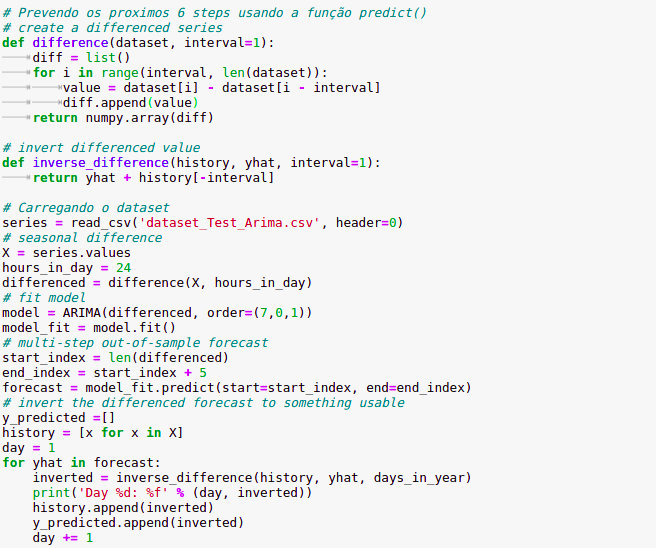 # Prevendo os proximos 6 steps usando a função predict()
# create a differenced series
def difference(dataset, interval=1):
diff = list()
for i in range(interval, len(dataset)):
value = dataset[i] - dataset[i - interval]
diff.append(value)
return numpy.array(diff)
# invert differenced value
def inverse_difference(history, yhat, interval=1):
return yhat + history[-interval]
# Carregando o dataset
series = read_csv('dataset_Test_Arima.csv', header=0)
# seasonal difference
X = series.values
hours_in_day = 24
differenced = difference(X, hours_in_day)
# fit model
model = ARIMA(differenced, order=(7,0,1))
model_fit = model.fit()
# multi-step out-of-sample forecast
start_index = len(differenced)
end_index = start_index + 5
forecast = model_fit.predict(start=start_index, end=end_index)
# invert the differenced forecast to something usable
y_predicted =[]
history = [x for x in X]
day = 1
for yhat in forecast:
inverted = inverse_difference(history, yhat, days_in_year)
print('Day %d: %f' % (day, inverted))
history.append(inverted)
y_predicted.append(inverted)
day += 1